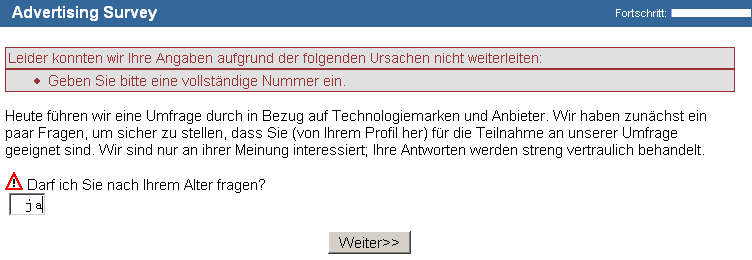 Advertising Survey
Fortschritt:
Leider konnten wir Ihre Angaben aufgrund der folgenden Ursachen nicht weiterleiten:
Geben Sie bitte eine vollständige Nummer ein.
Heute führen wir eine Umfrage durch in Bezug auf Technologiemarken und Anbieter. Wir haben zunächst ein
paar Fragen, um sicher zu stellen, dass Sie (von Ihrem Profil her) für die Teilnahme an unserer Umfrage
geeignet sind. Wir sind nur an ihrer Meinung interessiert; Ihre Antworten werden streng vertraulich behandelt.
Darf ich Sie nach Ihrem Alter fragen?
ja
Weiter>>